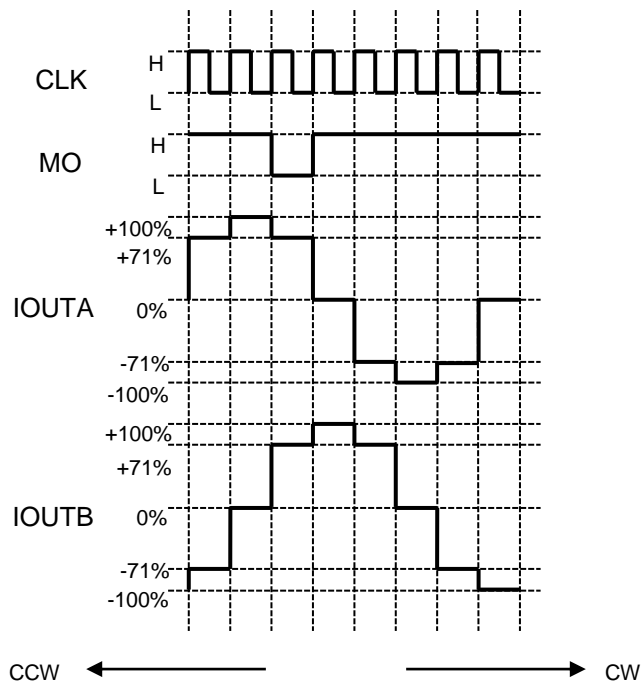 CLK
H
L
MO
H
L
IOUTA
+100%
+71%
0%
-71%
-100%
IOUTB
+100%
+71%
0%
-71%
-100%
CCW
CW